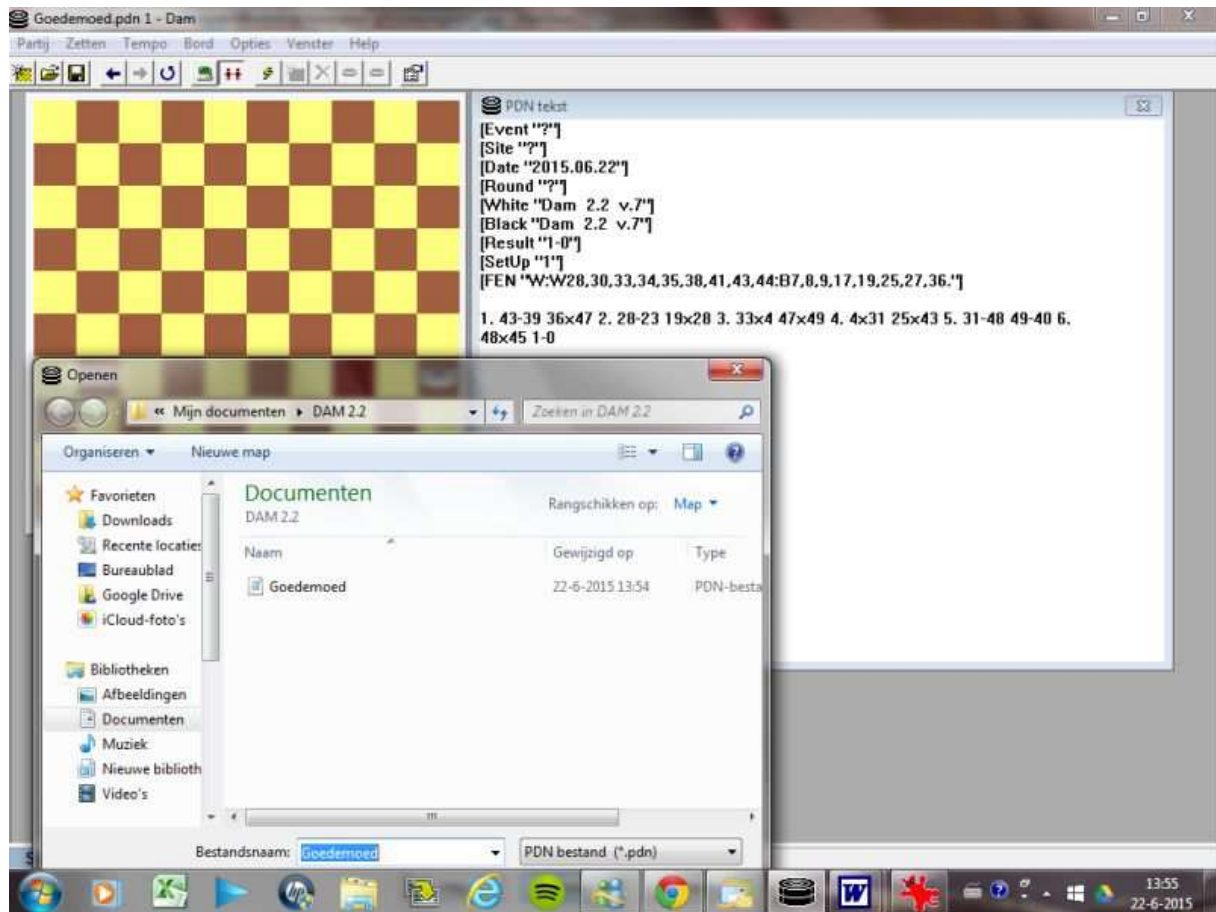 Goedemoed.pdn 1 - Dam
Partij Zetten Tempo Bord Opties Venster Help
PDN tekst
[Event "?"]
[Site "?"]
[Date "2015.06.22"]
[Round "?"]
[White "Dam 2.2 v.7"]
[Black "Dam 2.2 v.7"]
[Result "1-0"]
[SetUp "1"]
[FEN "W:W28,30,33,34,35,38,41,43,44:B7,8,9,17,19,25,27,36."]
1. 43-39 36x47 2. 28-23 19x28 3. 33x4 47x49 4. 4x31 25x43 5. 31-48 49-40 6.
48x45 1-0
Openen
« Mijn documenten DAM 2.2
Zoeken in DAM 2.2
Organiseren Nieuwe map
Favorieten
Downloads
Recente locaties
Bureaublad
Google Drive
iCloud-foto's
Bibliotheken
Afbeeldingen
Documenten
Muziek
Nieuwe biblioth
Video's
Documenten
DAM 2.2
Rangschikken op: Map
Naam Gewijzigd op Type
Goedemoed 22-6-2015 13:54 PDN-besta
Bestandsnaam: Goedemoed PDN bestand (*.pdn)
13:55
22-6-2015